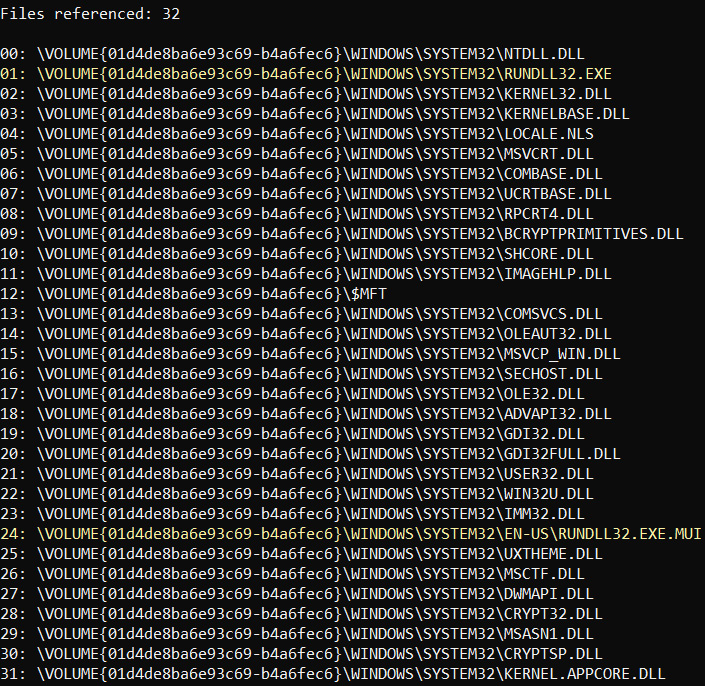 Files referenced: 32
00: \VOLUME{01d4de8ba6e93c69-b4a6fec6}\WINDOWS\SYSTEM32\NTDLL.DLL
01: \VOLUME{01d4de8ba6e93c69-b4a6fec6}\WINDOWS\SYSTEM32\RUNDLL32.EXE
02: \VOLUME{01d4de8ba6e93c69-b4a6fec6}\WINDOWS\SYSTEM32\KERNEL32.DLL
03: \VOLUME{01d4de8ba6e93c69-b4a6fec6}\WINDOWS\SYSTEM32\KERNELBASE.DLL
04: \VOLUME{01d4de8ba6e93c69-b4a6fec6}\WINDOWS\SYSTEM32\LOCALE.NLS
05: \VOLUME{01d4de8ba6e93c69-b4a6fec6}\WINDOWS\SYSTEM32\MSVCRT.DLL
06: \VOLUME{01d4de8ba6e93c69-b4a6fec6}\WINDOWS\SYSTEM32\COMBASE.DLL
07: \VOLUME{01d4de8ba6e93c69-b4a6fec6}\WINDOWS\SYSTEM32\UCRTBASE.DLL
08: \VOLUME{01d4de8ba6e93c69-b4a6fec6}\WINDOWS\SYSTEM32\RPCRT4.DLL
09: \VOLUME{01d4de8ba6e93c69-b4a6fec6}\WINDOWS\SYSTEM32\BCRYPTPRIMITIVES.DLL
10: \VOLUME{01d4de8ba6e93c69-b4a6fec6}\WINDOWS\SYSTEM32\SHCORE.DLL
11: \VOLUME{01d4de8ba6e93c69-b4a6fec6}\WINDOWS\SYSTEM32\IMAGEHLP.DLL
12: \VOLUME{01d4de8ba6e93c69-b4a6fec6}\$MFT
13: \VOLUME{01d4de8ba6e93c69-b4a6fec6}\WINDOWS\SYSTEM32\COMSVCS.DLL
14: \VOLUME{01d4de8ba6e93c69-b4a6fec6}\WINDOWS\SYSTEM32\OLEAUT32.DLL
15: \VOLUME{01d4de8ba6e93c69-b4a6fec6}\WINDOWS\SYSTEM32\MSVCP_WIN.DLL
16: \VOLUME{01d4de8ba6e93c69-b4a6fec6}\WINDOWS\SYSTEM32\SECHOST.DLL
17: \VOLUME{01d4de8ba6e93c69-b4a6fec6}\WINDOWS\SYSTEM32\OLE32.DLL
18: \VOLUME{01d4de8ba6e93c69-b4a6fec6}\WINDOWS\SYSTEM32\ADVAPI32.DLL
19: \VOLUME{01d4de8ba6e93c69-b4a6fec6}\WINDOWS\SYSTEM32\GDI32.DLL
20: \VOLUME{01d4de8ba6e93c69-b4a6fec6}\WINDOWS\SYSTEM32\GDI32FULL.DLL
21: \VOLUME{01d4de8ba6e93c69-b4a6fec6}\WINDOWS\SYSTEM32\USER32.DLL
22: \VOLUME{01d4de8ba6e93c69-b4a6fec6}\WINDOWS\SYSTEM32\WIN32U.DLL
23: \VOLUME{01d4de8ba6e93c69-b4a6fec6}\WINDOWS\SYSTEM32\IMM32.DLL
24: \VOLUME{01d4de8ba6e93c69-b4a6fec6}\WINDOWS\SYSTEM32\EN-US\RUNDLL32.EXE.MUI
25: \VOLUME{01d4de8ba6e93c69-b4a6fec6}\WINDOWS\SYSTEM32\UXTHEME.DLL
26: \VOLUME{01d4de8ba6e93c69-b4a6fec6}\WINDOWS\SYSTEM32\MSCTF.DLL
27: \VOLUME{01d4de8ba6e93c69-b4a6fec6}\WINDOWS\SYSTEM32\DWMAPI.DLL
28: \VOLUME{01d4de8ba6e93c69-b4a6fec6}\WINDOWS\SYSTEM32\CRYPT32.DLL
29: \VOLUME{01d4de8ba6e93c69-b4a6fec6}\WINDOWS\SYSTEM32\MSASN1.DLL
30: \VOLUME{01d4de8ba6e93c69-b4a6fec6}\WINDOWS\SYSTEM32\CRYPTSP.DLL
31: \VOLUME{01d4de8ba6e93c69-b4a6fec6}\WINDOWS\SYSTEM32\KERNEL.APPCORE.DLL